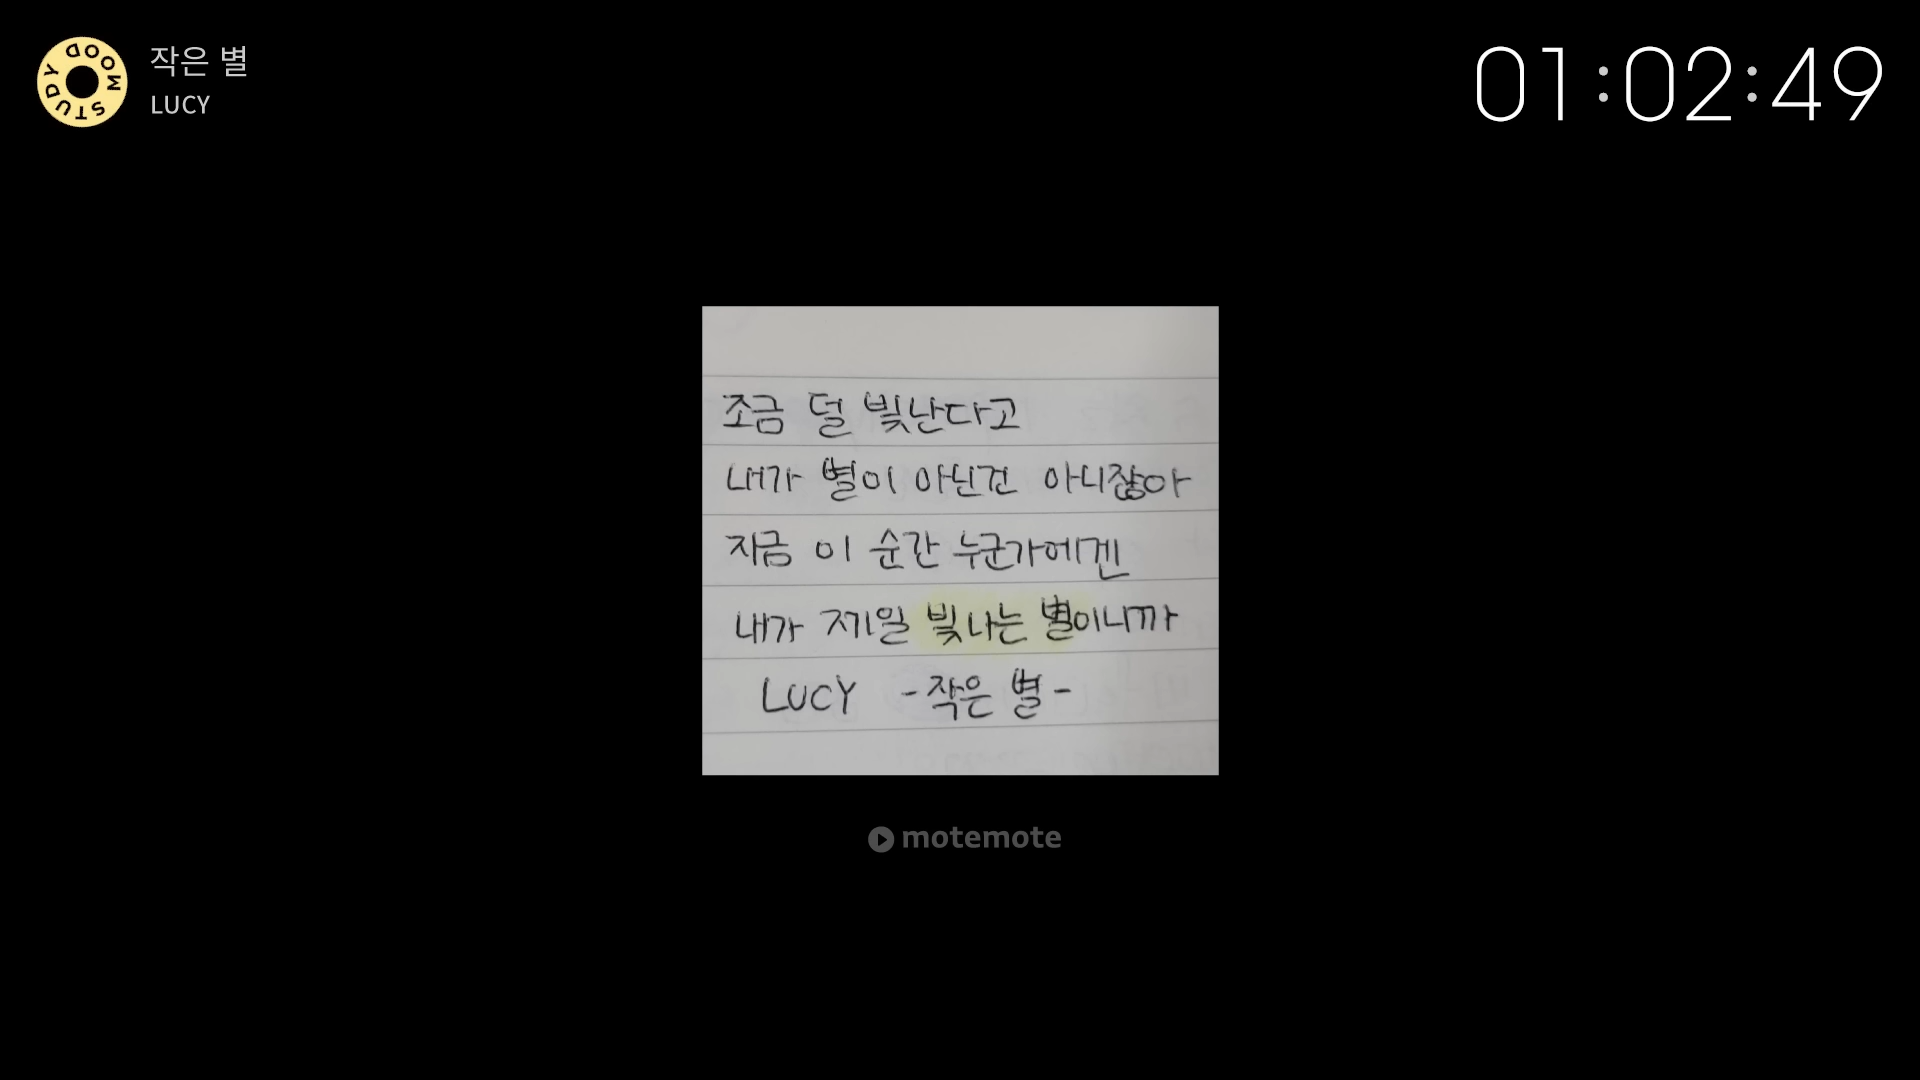 STUDY MOOD
작은 별
LUCY
01:02:49
조금 덜 빛난다고
내가 별이 아닌건 아니잖아
지금 이 순간 누군가에겐
내가 제일 빛나는 별이니까
LUCY -작은 별-
motemote